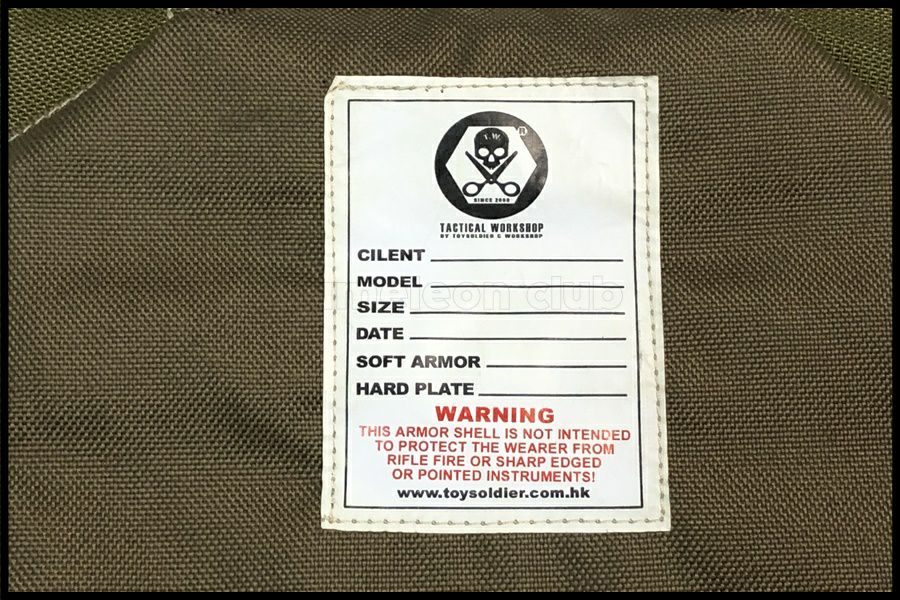 T.W.
®
SINCE 2000
TACTICAL WORKSHOP
BY TOYSOLDIER & WORKSHOP
CILENT
MODEL
SIZE
DATE
SOFT ARMOR
HARD PLATE
WARNING
THIS ARMOR SHELL IS NOT INTENDED
TO PROTECT THE WEARER FROM
RIFLE FIRE OR SHARP EDGED
OR POINTED INSTRUMENTS!
www.toysoldier.com.hk